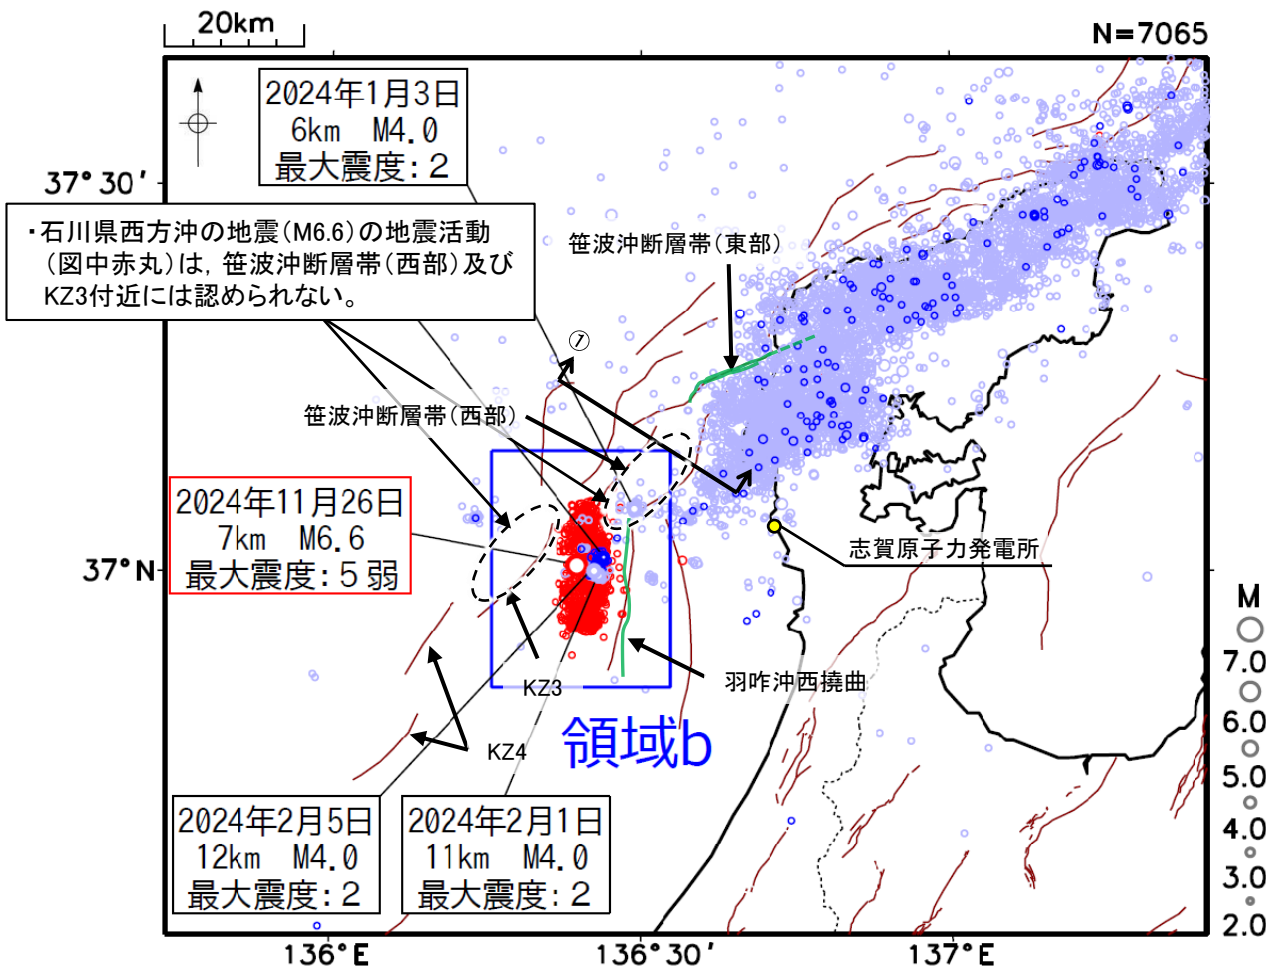 20km
N=7065
2024年1月3日
6km M4.0
最大震度:2
37°30′
・石川県西方沖の地震(M6.6)の地震活動
(図中赤丸)は,笹波沖断層帯(西部)及び
KZ3付近には認められない。
笹波沖断層帯(東部)
①
笹波沖断層帯(西部)
2024年11月26日
7km M6.6
最大震度:5弱
37°N
志賀原子力発電所
KZ3
羽咋沖西撓曲
領域b
KZ4
2024年2月5日
12km M4.0
最大震度:2
2024年2月1日
11km M4.0
最大震度:2
M
7.0
6.0
5.0
4.0
3.0
2.0
136°E
136°30′
137°E